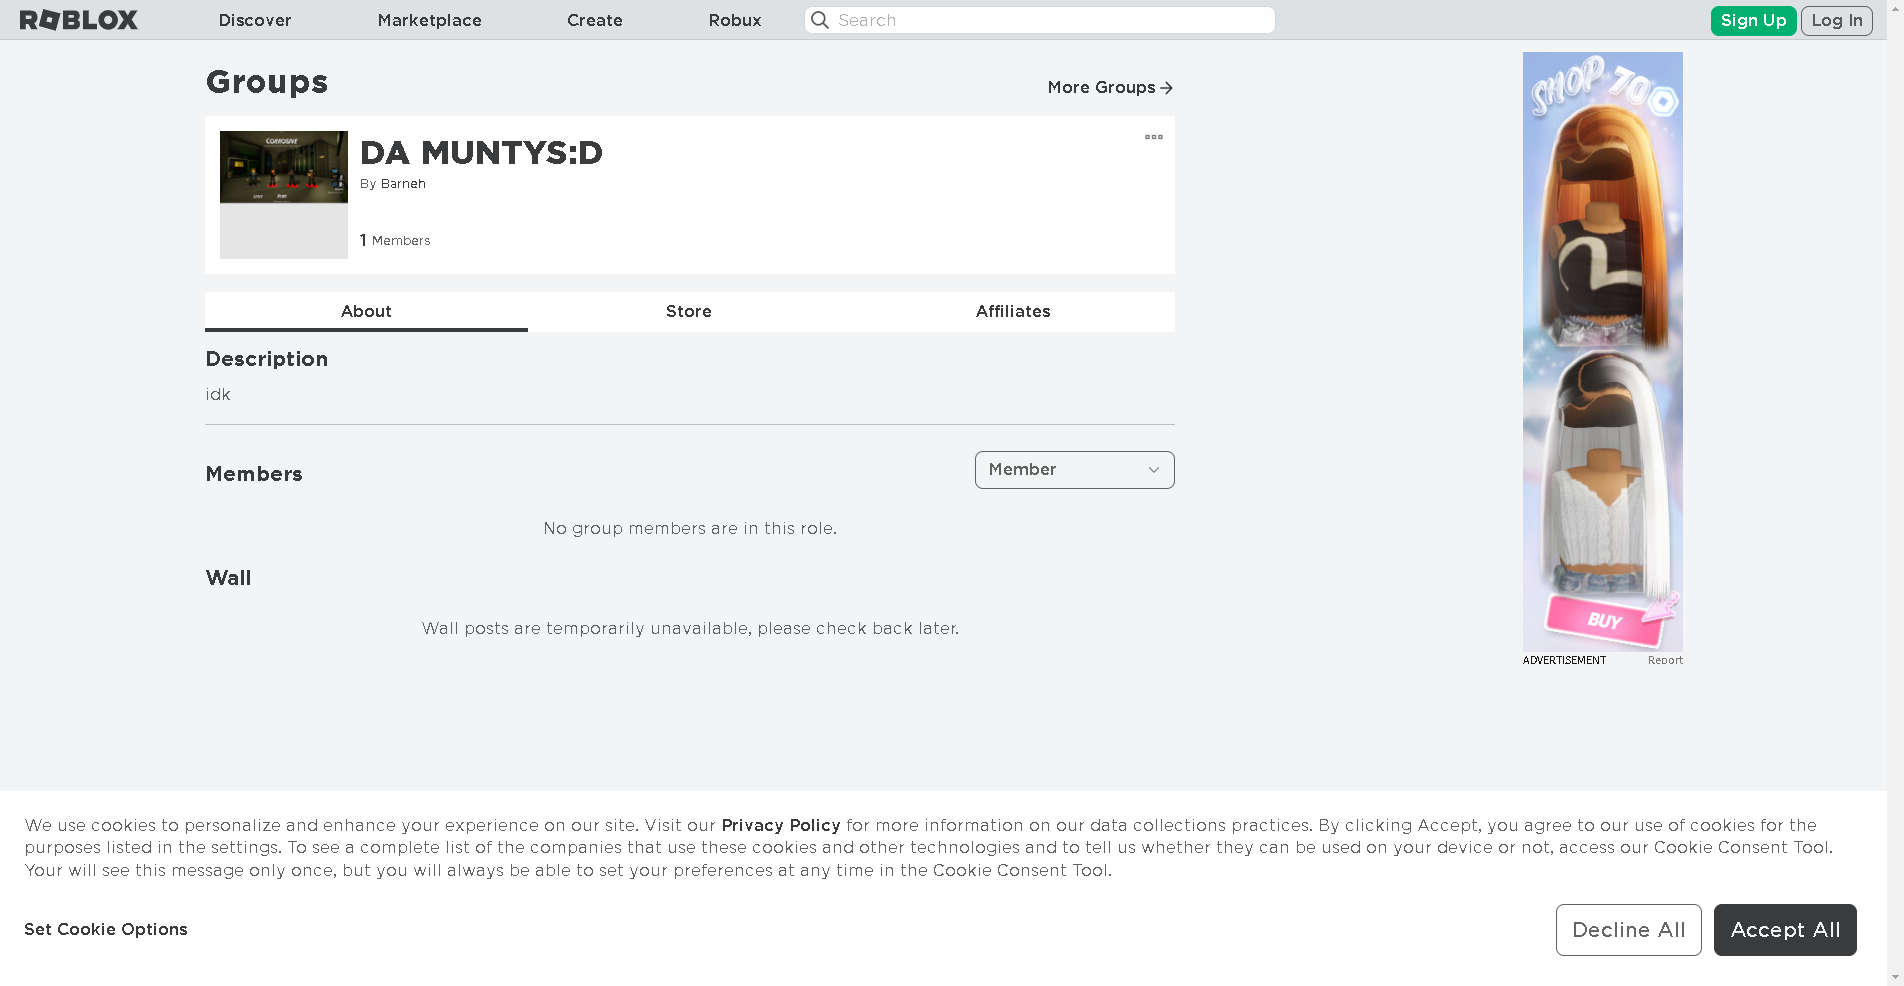 ROBLOX
Discover
Marketplace
Create
Robux
Search
Sign Up
Log In
Groups
More Groups
CORROSIVE
DA MUNTYS:D
By Barneh
1 Members
About
Store
Affiliates
Description
idk
Members
Member
No group members are in this role.
Wall
Wall posts are temporarily unavailable, please check back later.
SHOP 70
BUY
ADVERTISEMENT
Report
We use cookies to personalize and enhance your experience on our site. Visit our Privacy Policy for more information on our data collections practices. By clicking Accept, you agree to our use of cookies for the
purposes listed in the settings. To see a complete list of the companies that use these cookies and other technologies and to tell us whether they can be used on your device or not, access our Cookie Consent Tool.
Your will see this message only once, but you will always be able to set your preferences at any time in the Cookie Consent Tool.
Set Cookie Options
Decline All
Accept All